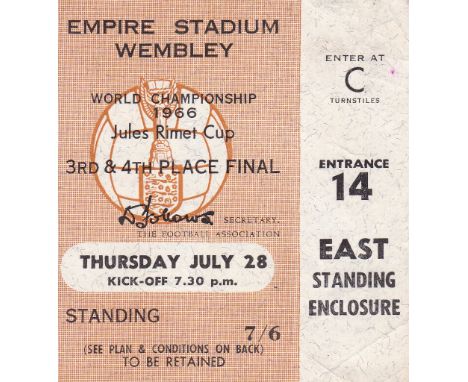 EMPIRE STADIUM
WEMBLEY
WORLD CHAMPIONSHIP
1966
Jules Rimet Cup
3RD & 4TH PLACE FINAL
D Follows SECRETARY.
THE FOOTBALL ASSOCIATION
THURSDAY JULY 28
KICK-OFF 7.30 p.m.
STANDING
7/6
(SEE PLAN & CONDITIONS ON BACK)
TO BE RETAINED
ENTER AT
C
TURNSTILES
ENTRANCE
14
EAST
STANDING
ENCLOSURE